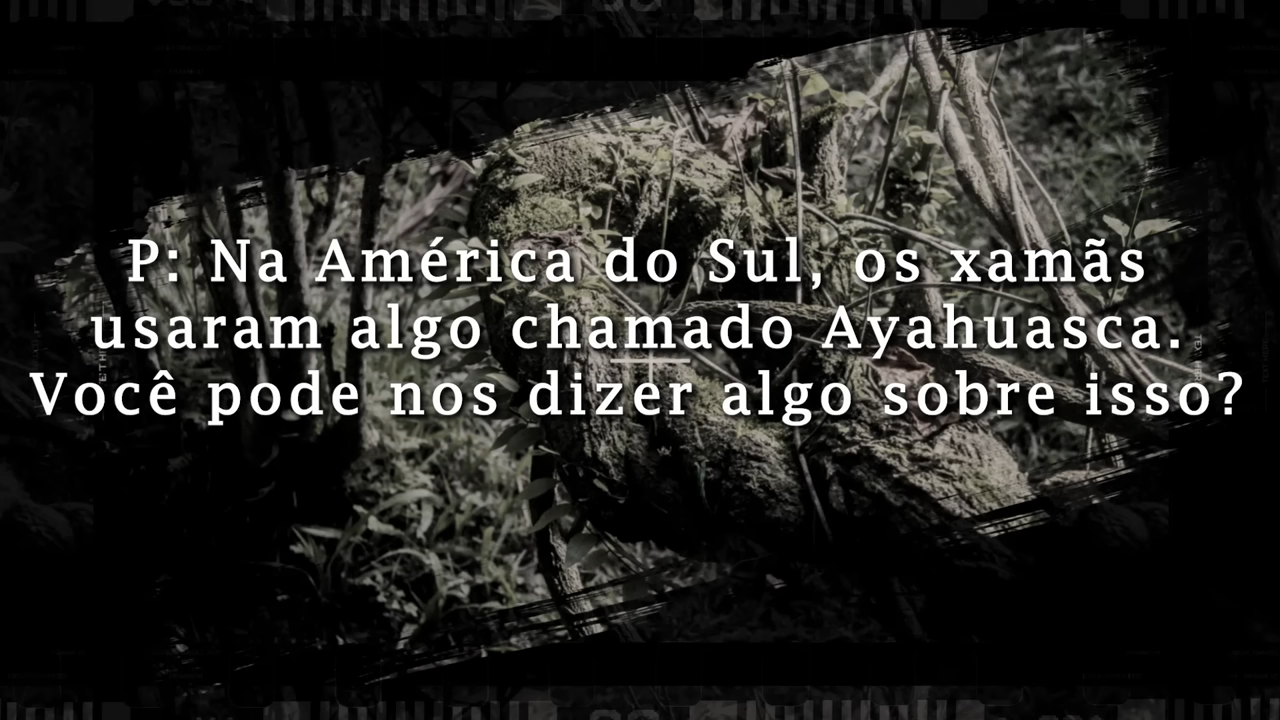 P: Na América do Sul, os xamãs
usaram algo chamado Ayahuasca.
Você pode nos dizer algo sobre isso?